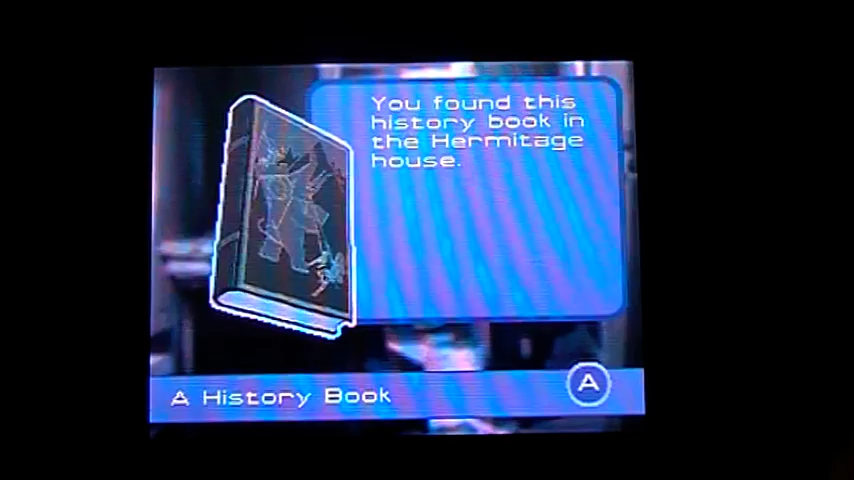 You found this
history book in
the Hermitage
house.
A History Book
A